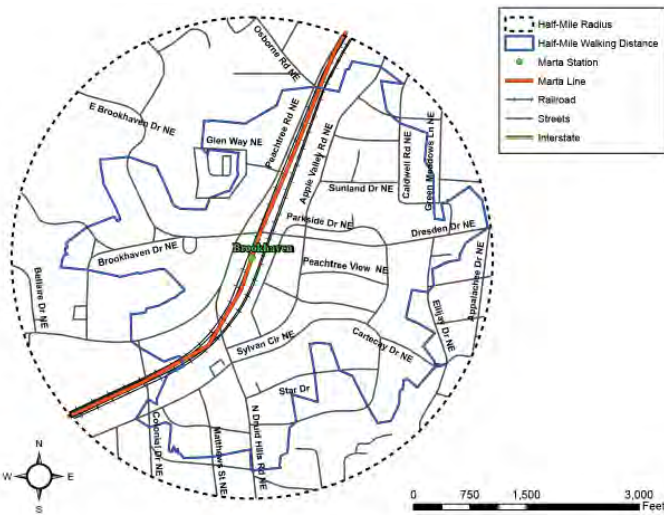 Osborne Rd NE
E Brookhaven Dr NE
Glen Way NE
Peachtree Rd NE
Apple Valley Rd NE
Caldwell Rd NE
Green Meadows Ln NE
Sunland Dr NE
Parkside Dr NE
Dresden Dr NE
Brookhaven
Brookhaven Dr NE
Peachtree View NE
Bellaire Dr NE
Ellijay Dr NE
Appalachee Dr NE
Sylvan Cir NE
Cartecay Dr NE
Star Dr
Colonial Dr NE
Matthews St NE
N Druid Hills Rd NE
Half-Mile Radius
Half-Mile Walking Distance
Marta Station
Marta Line
Railroad
Streets
Interstate
N
W E
S
0 750 1,500 3,000
Feet